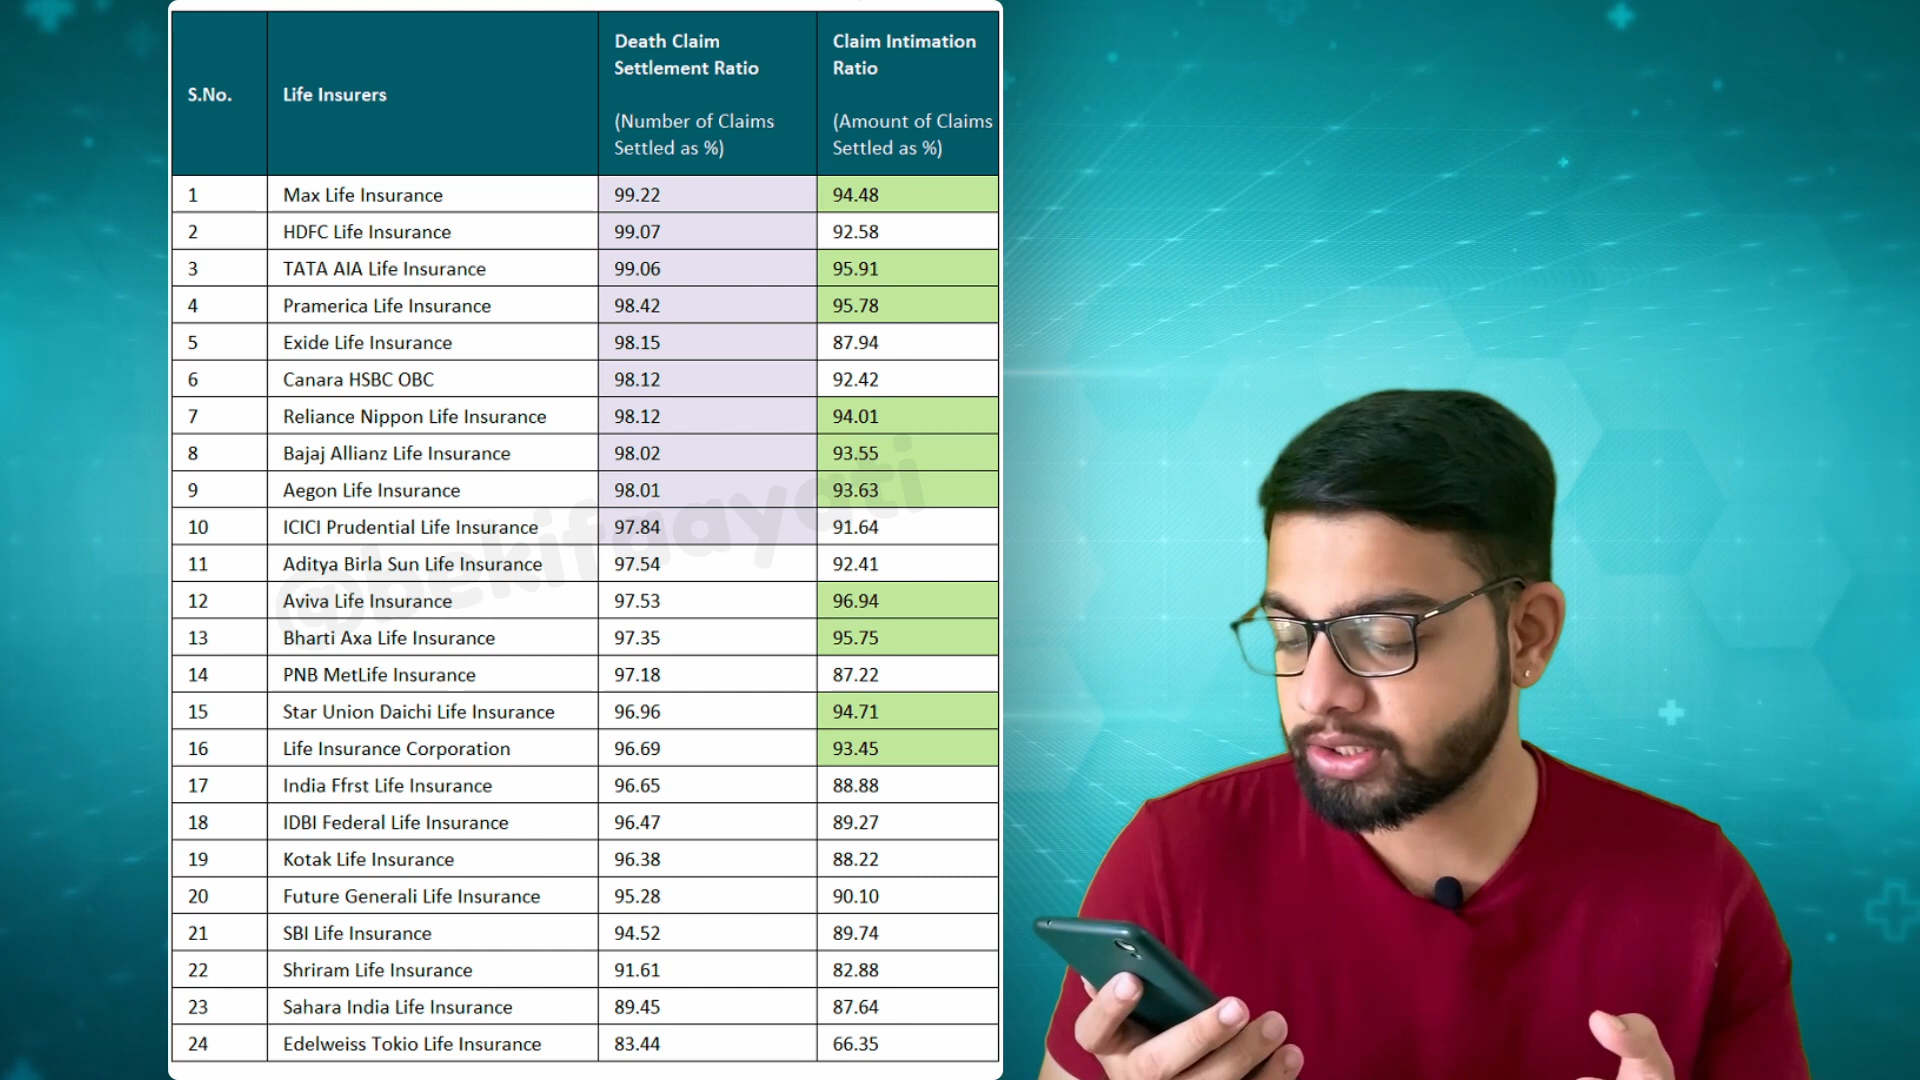 S.No.
Life Insurers
Death Claim
Settlement Ratio
(Number of Claims
Settled as %)
Claim Intimation
Ratio
(Amount of Claims
Settled as %)
1 Max Life Insurance 99.22 94.48
2 HDFC Life Insurance 99.07 92.58
3 TATA AIA Life Insurance 99.06 95.91
4 Pramerica Life Insurance 98.42 95.78
5 Exide Life Insurance 98.15 87.94
6 Canara HSBC OBC 98.12 92.42
7 Reliance Nippon Life Insurance 98.12 94.01
8 Bajaj Allianz Life Insurance 98.02 93.55
9 Aegon Life Insurance 98.01 93.63
10 ICICI Prudential Life Insurance 97.84 91.64
11 Aditya Birla Sun Life Insurance 97.54 92.41
12 Aviva Life Insurance 97.53 96.94
13 Bharti Axa Life Insurance 97.35 95.75
14 PNB MetLife Insurance 97.18 87.22
15 Star Union Daichi Life Insurance 96.96 94.71
16 Life Insurance Corporation 96.69 93.45
17 India Ffrst Life Insurance 96.65 88.88
18 IDBI Federal Life Insurance 96.47 89.27
19 Kotak Life Insurance 96.38 88.22
20 Future Generali Life Insurance 95.28 90.10
21 SBI Life Insurance 94.52 89.74
22 Shriram Life Insurance 91.61 82.88
23 Sahara India Life Insurance 89.45 87.64
24 Edelweiss Tokio Life Insurance 83.44 66.35
@bekifaayati